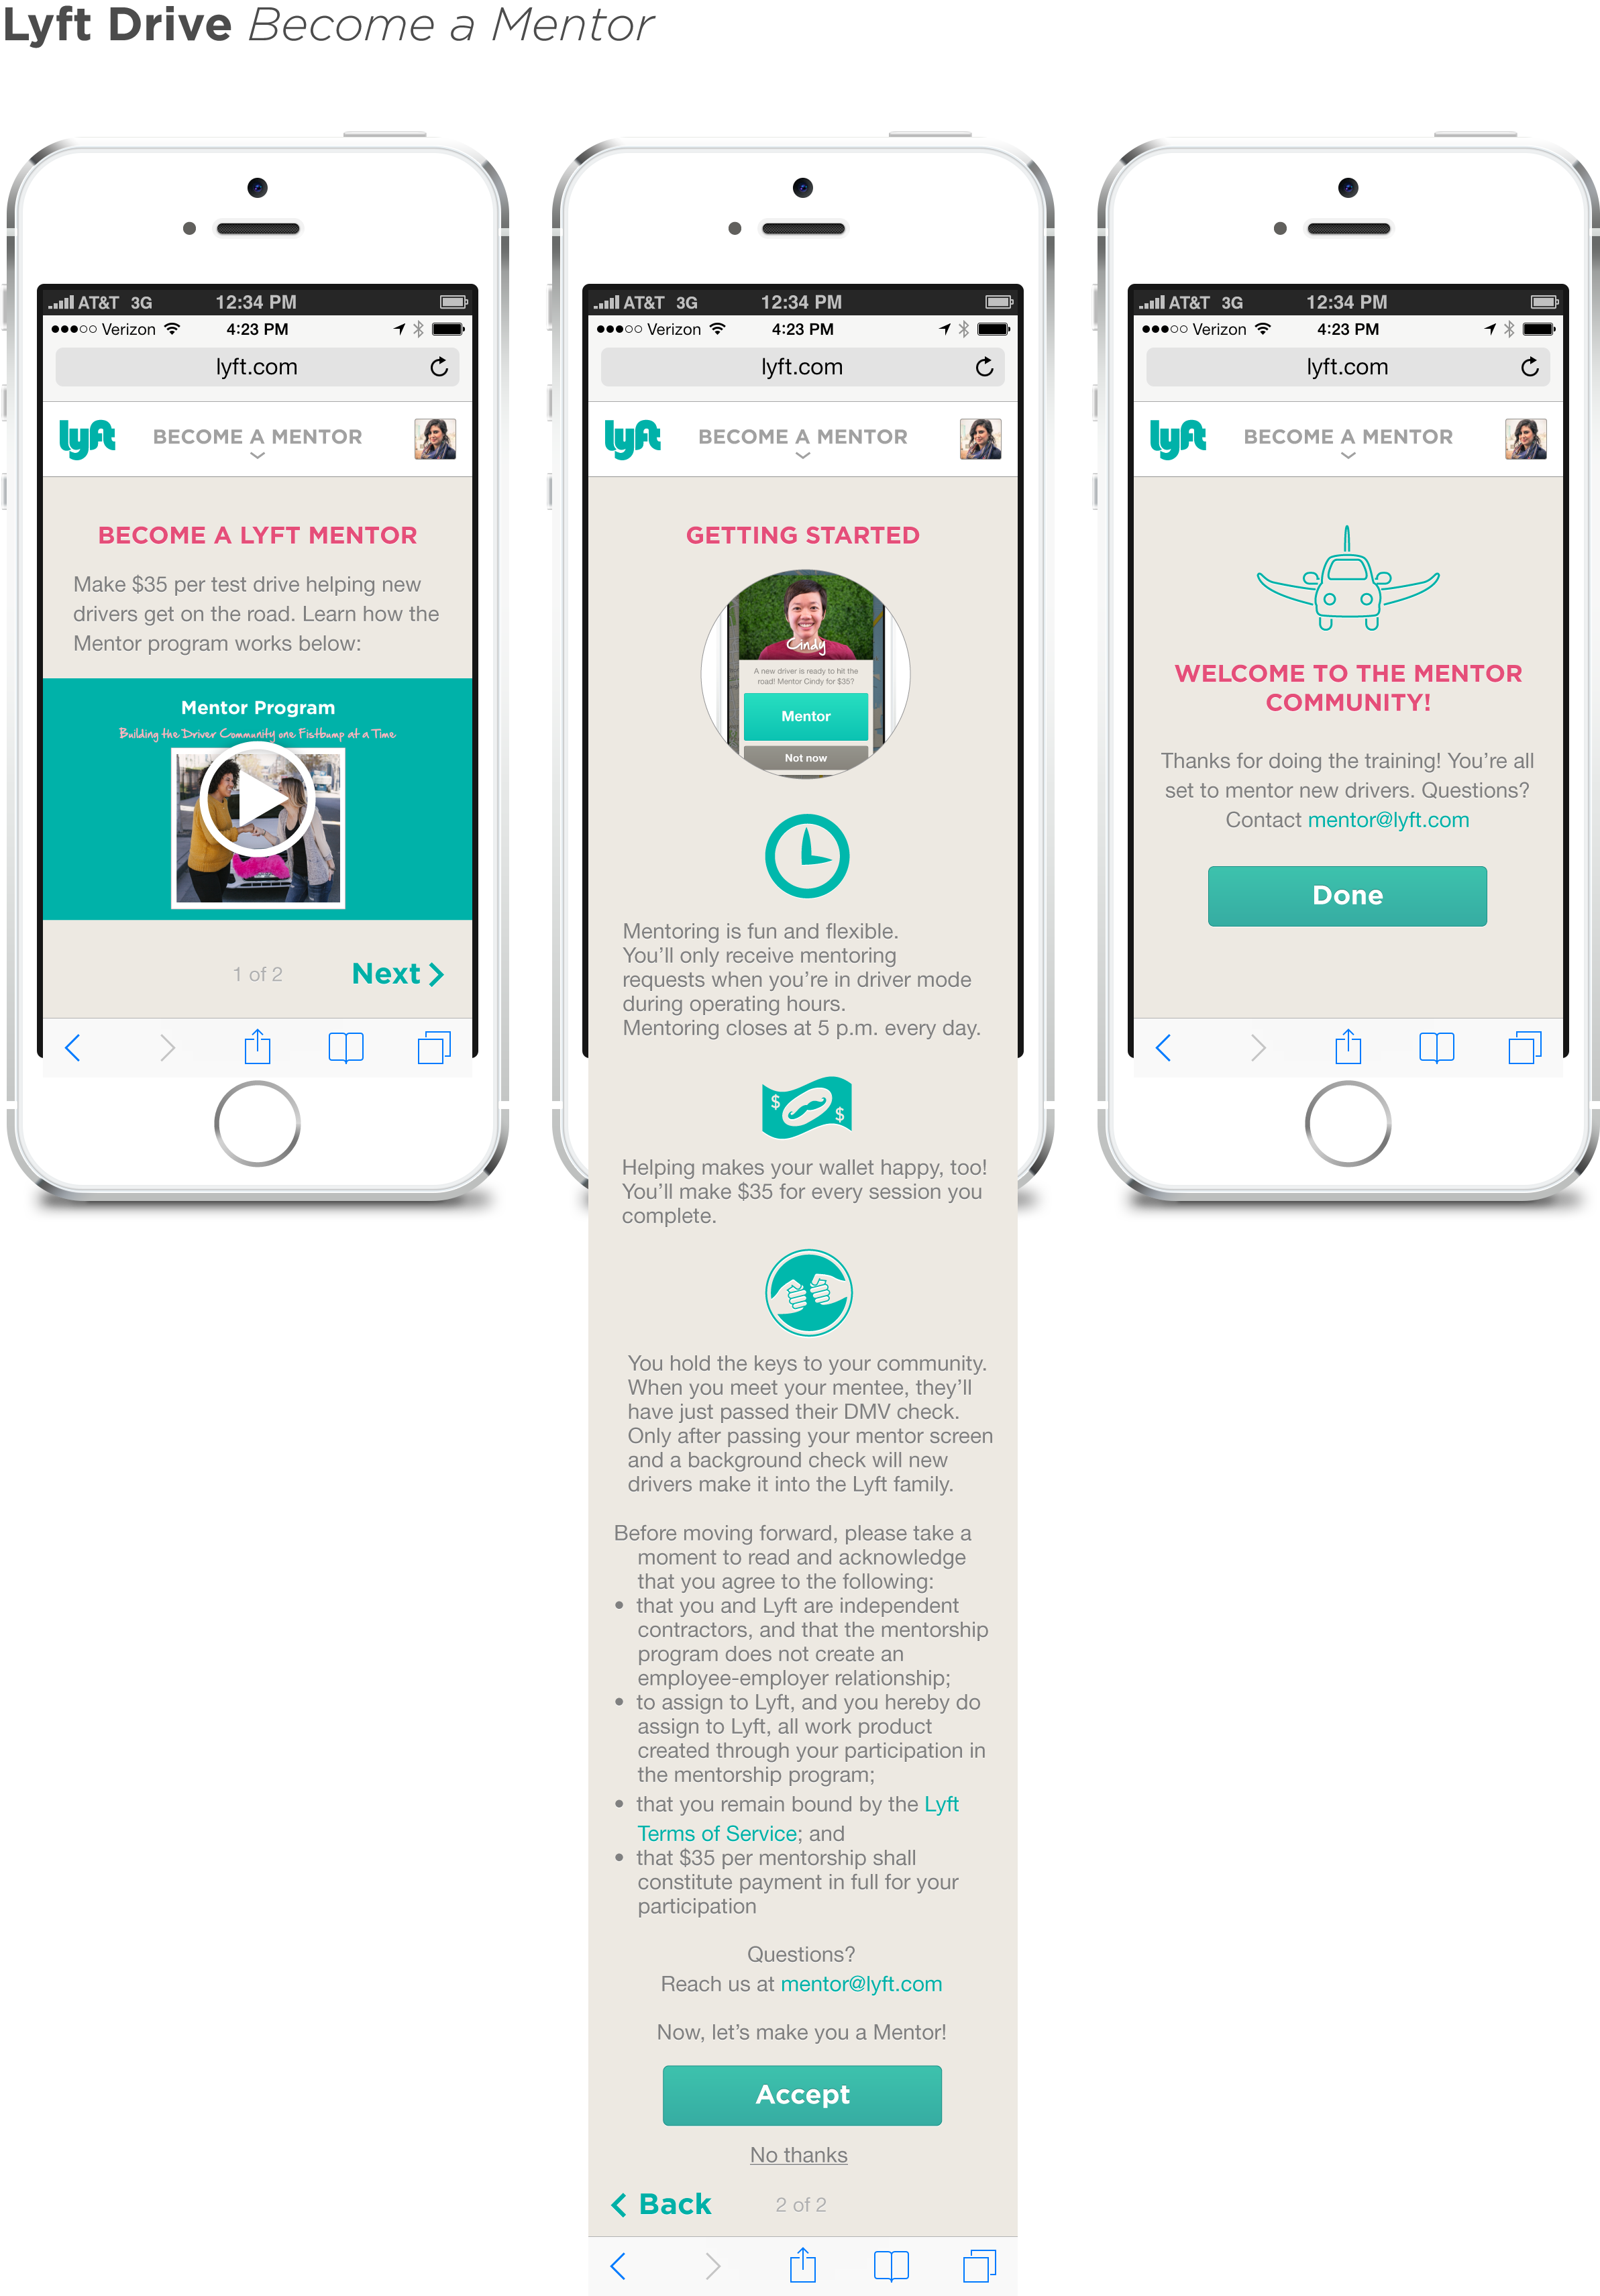 Lyft Drive Become a Mentor
AT&T 3G 12:34 PM
Verizon 4:23 PM
lyft.com
lyft BECOME A MENTOR
BECOME A LYFT MENTOR
Make $35 per test drive helping new
drivers get on the road. Learn how the
Mentor program works below:
Mentor Program
Building the Driver Community one Fistbump at a Time
1 of 2 Next
AT&T 3G 12:34 PM
Verizon 4:23 PM
lyft.com
lyft BECOME A MENTOR
GETTING STARTED
Cindy
A new driver is ready to hit the
road! Mentor Cindy for $35?
Mentor
Not now
Mentoring is fun and flexible.
You'll only receive mentoring
requests when you're in driver mode
during operating hours.
Mentoring closes at 5 p.m. every day.
$ $
Helping makes your wallet happy, too!
You'll make $35 for every session you
complete.
You hold the keys to your community.
When you meet your mentee, they'll
have just passed their DMV check.
Only after passing your mentor screen
and a background check will new
drivers make it into the Lyft family.
Before moving forward, please take a
moment to read and acknowledge
that you agree to the following:
• that you and Lyft are independent
contractors, and that the mentorship
program does not create an
employee-employer relationship;
• to assign to Lyft, and you hereby do
assign to Lyft, all work product
created through your participation in
the mentorship program;
• that you remain bound by the Lyft
Terms of Service; and
• that $35 per mentorship shall
constitute payment in full for your
participation
Questions?
Reach us at mentor@lyft.com
Now, let's make you a Mentor!
Accept
No thanks
Back 2 of 2
AT&T 3G 12:34 PM
Verizon 4:23 PM
lyft.com
lyft BECOME A MENTOR
WELCOME TO THE MENTOR
COMMUNITY!
Thanks for doing the training! You're all
set to mentor new drivers. Questions?
Contact mentor@lyft.com
Done